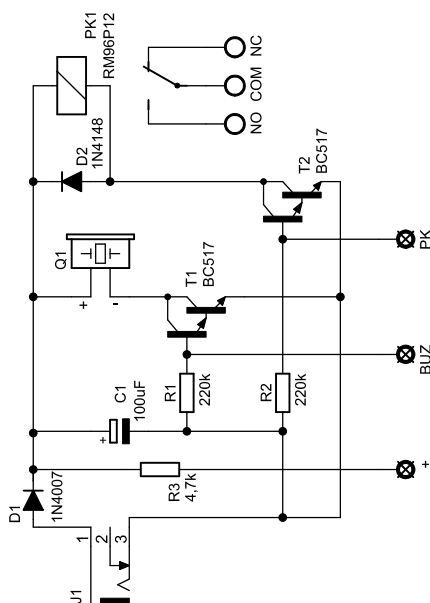 PK1
RM96P12
NC
COM
NO
D2
1N4148
T2
BC517
Q1
+
-
T1
BC517
PK
C1
100uF
+
R1
220k
R2
220k
BUZ
D1
1N4007
R3
4,7k
+
1
2
3
J1